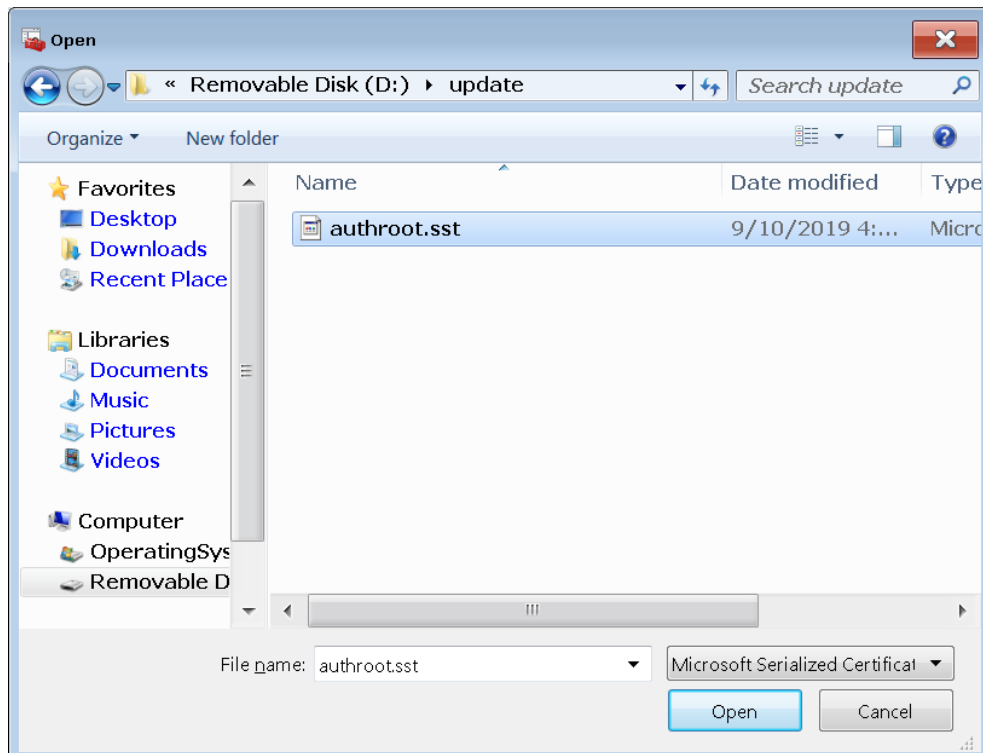 Open
« Removable Disk (D:) update
Search update
Organize New folder
Name Date modified Type
Favorites
Desktop
Downloads
Recent Place
Libraries
Documents
Music
Pictures
Videos
Computer
OperatingSys
Removable D
authroot.sst 9/10/2019 4:... Micro
File name: authroot.sst Microsoft Serialized Certificat
Open Cancel